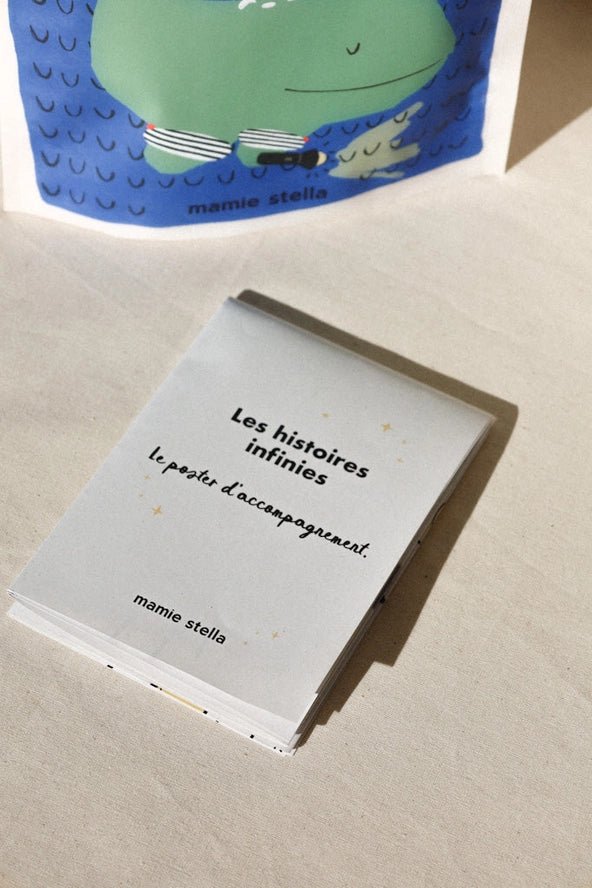 mamie stella
Les histoires
infinies
le poster d'accompagnement.
mamie stella